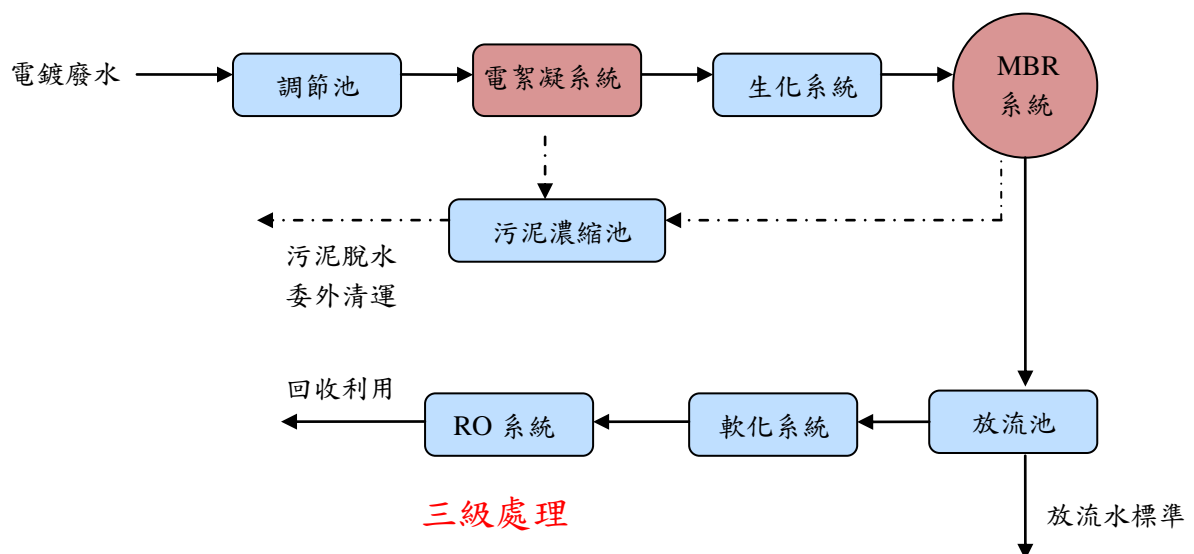 電鍍廢水
調節池
電絮凝系統
生化系統
MBR
系統
污泥濃縮池
污泥脫水
委外清運
回收利用
RO 系統
軟化系統
放流池
三級處理
放流水標準